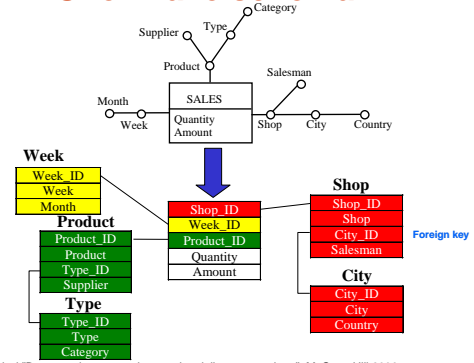 Category
Type
Supplier
Product
Salesman
Month
SALES
Week
Quantity
Amount
Shop
City
Country
Week
Week_ID
Week
Month
Product
Product_ID
Product
Type_ID
Supplier
Type
Type_ID
Type
Category
Shop_ID
Week_ID
Product_ID
Quantity
Amount
Shop
Shop_ID
Shop
City_ID
Salesman
Foreign key
City
City_ID
City
Country